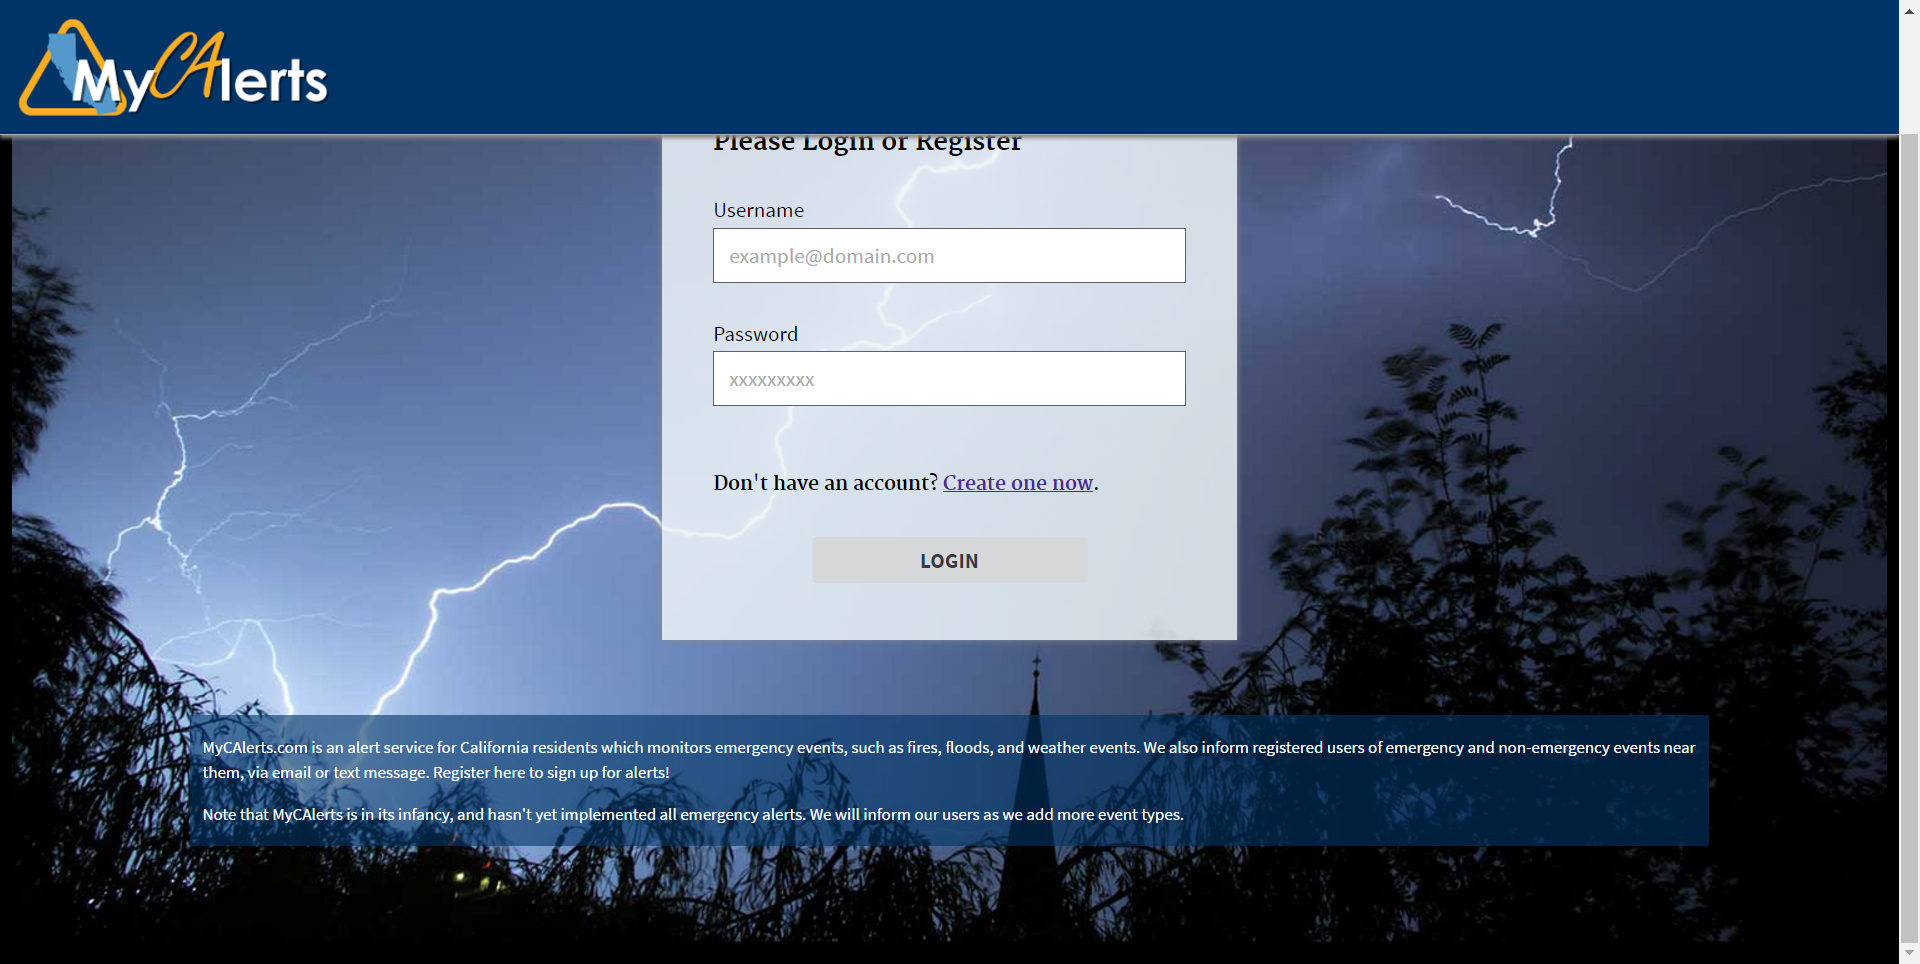 MyCAlerts
Please Login or Register
Username
example@domain.com
Password
xxxxxxxxx
Don't have an account? Create one now.
LOGIN
MyCAlerts.com is an alert service for California residents which monitors emergency events, such as fires, floods, and weather events. We also inform registered users of emergency and non-emergency events near
them, via email or text message. Register here to sign up for alerts!
Note that MyCAlerts is in its infancy, and hasn't yet implemented all emergency alerts. We will inform our users as we add more event types.